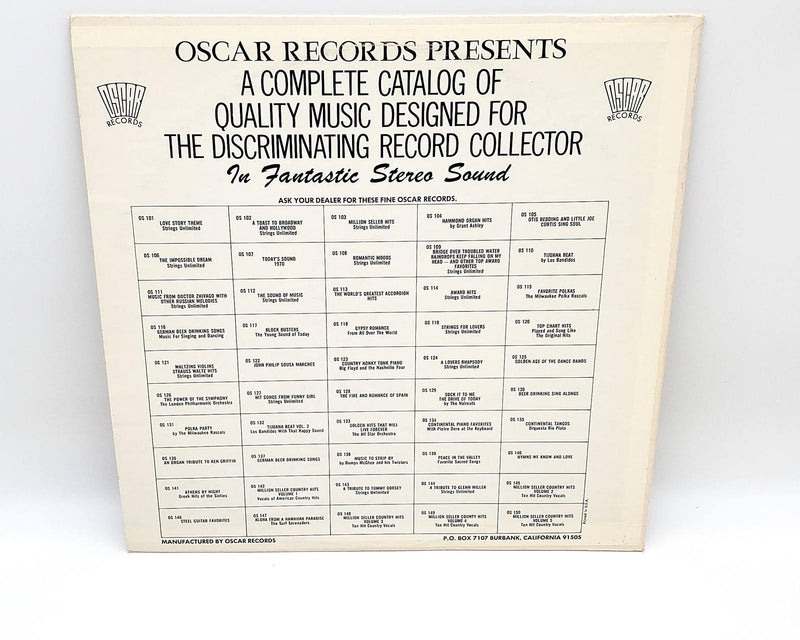 OSCAR RECORDS PRESENTS
A COMPLETE CATALOG OF
QUALITY MUSIC DESIGNED FOR
THE DISCRIMINATING RECORD COLLECTOR
In Fantastic Stereo Sound
OSCAR
RECORDS
OSCAR
RECORDS
ASK YOUR DEALER FOR THESE FINE OSCAR RECORDS.
OS 101
LOVE STORY THEME
Strings Unlimited
OS 102
A TOAST TO BROADWAY
AND HOLLYWOOD
Strings Unlimited
OS 103
MILLION SELLER HITS
Strings Unlimited
OS 104
HAMMOND ORGAN HITS
by Grant Ashley
OS 105
OTIS REDDING AND LITTLE JOE
CURTIS SING SOUL
OS 106
THE IMPOSSIBLE DREAM
Strings Unlimited
OS 107
TODAY'S SOUND
1970
OS 108
ROMANTIC MOODS
Strings Unlimited
OS 109
BRIDGE OVER TROUBLED WATER
RAINDROPS KEEP FALLING ON MY
HEAD — AND OTHER TOP AWARD
FAVORITES
Strings Unlimited
OS 110
TIJUANA BEAT
by Los Bandidos
OS 111
MUSIC FROM DOCTOR ZHIVAGO WITH
OTHER RUSSIAN MELODIES
Strings Unlimited
OS 112
THE SOUND OF MUSIC
Strings Unlimited
OS 113
THE WORLD'S GREATEST ACCORDION
HITS
OS 114
AWARD HITS
Strings Unlimited
OS 115
FAVORITE POLKAS
The Milwaukee Polka Rascals
OS 116
GERMAN BEER DRINKING SONGS
Music For Singing and Dancing
OS 117
BLOCK BUSTERS
The Young Sound of Today
OS 118
GYPSY ROMANCE
From All Over The World
OS 119
STRINGS FOR LOVERS
Strings Unlimited
OS 120
TOP CHART HITS
Played and Sung Like
The Original Hits
OS 121
WALTZING VIOLINS
STRAUSS WALTZ HITS
Strings Unlimited
OS 122
JOHN PHILIP SOUSA MARCHES
OS 123
COUNTRY HONKY TONK PIANO
Big Floyd and the Nashville Four
OS 124
A LOVERS RHAPSODY
Strings Unlimited
OS 125
GOLDEN AGE OF THE DANCE BANDS
OS 126
THE POWER OF THE SYMPHONY
The London Philharmonic Orchestra
OS 127
HIT SONGS FROM FUNNY GIRL
Strings Unlimited
OS 128
THE FIRE AND ROMANCE OF SPAIN
OS 129
SOCK IT TO ME
THE DRIVE OF TODAY
by The Haircuts
OS 130
BEER DRINKING SING ALONGS
OS 131
POLKA PARTY
by The Milwaukee Rascals
OS 132
TIJUANA BEAT VOL. 2
Los Bandidos With That Happy Sound
OS 133
GOLDEN HITS THAT WILL
LIVE FOREVER
The All Star Orchestra
OS 134
CONTINENTAL PIANO FAVORITES
With Pietro Dero at the Keyboard
OS 135
CONTINENTAL TANGOS
Orquesta Rio Plata
OS 136
AN ORGAN TRIBUTE TO KEN GRIFFIN
OS 137
GERMAN BEER DRINKING SONGS
OS 138
MUSIC TO STRIP BY
by Bumps McGhee and his Twisters
OS 139
PEACE IN THE VALLEY
Favorite Sacred Songs
OS 140
HYMNS WE KNOW AND LOVE
OS 141
ATHENS BY NIGHT
Greek Hits of the Sixties
OS 142
MILLION SELLER COUNTRY HITS
VOLUME 1
Vocals of American Country Hits
OS 143
A TRIBUTE TO TOMMY DORSEY
Strings Unlimited
OS 144
A TRIBUTE TO GLENN MILLER
Strings Unlimited
OS 145
MILLION SELLER COUNTRY HITS
VOLUME 2
Ten Hit Country Vocals
OS 146
STEEL GUITAR FAVORITES
OS 147
ALOHA FROM A HAWAIIAN PARADISE
The Surf Serenaders
OS 148
MILLION SELLER COUNTRY HITS
VOLUME 3
Ten Hit Country Vocals
OS 149
MILLION SELLER COUNTRY HITS
VOLUME 4
Ten Hit Country Vocals
OS 150
MILLION SELLER COUNTRY HITS
VOLUME 5
Ten Hit Country Vocals
Printed in U.S.A.
MANUFACTURED BY OSCAR RECORDS
P.O. BOX 7107 BURBANK, CALIFORNIA 91505